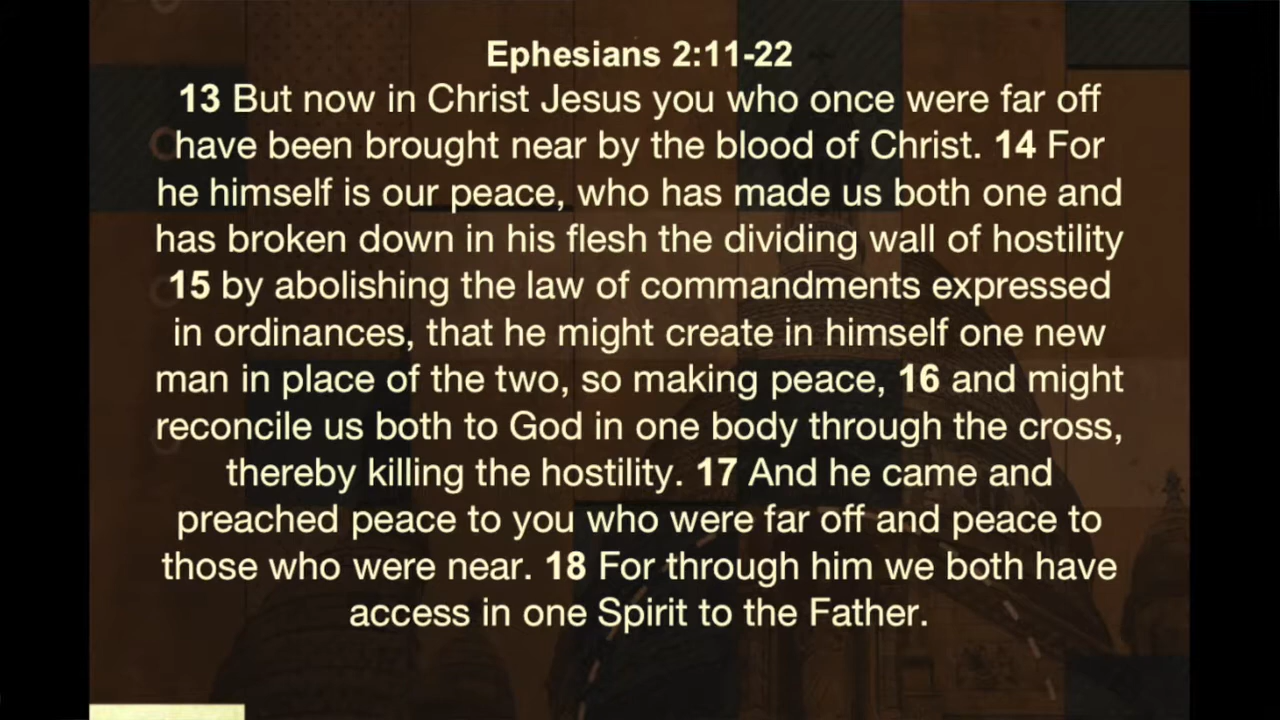 Ephesians 2:11-22
13 But now in Christ Jesus you who once were far off
have been brought near by the blood of Christ. 14 For
he himself is our peace, who has made us both one and
has broken down in his flesh the dividing wall of hostility
15 by abolishing the law of commandments expressed
in ordinances, that he might create in himself one new
man in place of the two, so making peace, 16 and might
reconcile us both to God in one body through the cross,
thereby killing the hostility. 17 And he came and
preached peace to you who were far off and peace to
those who were near. 18 For through him we both have
access in one Spirit to the Father.